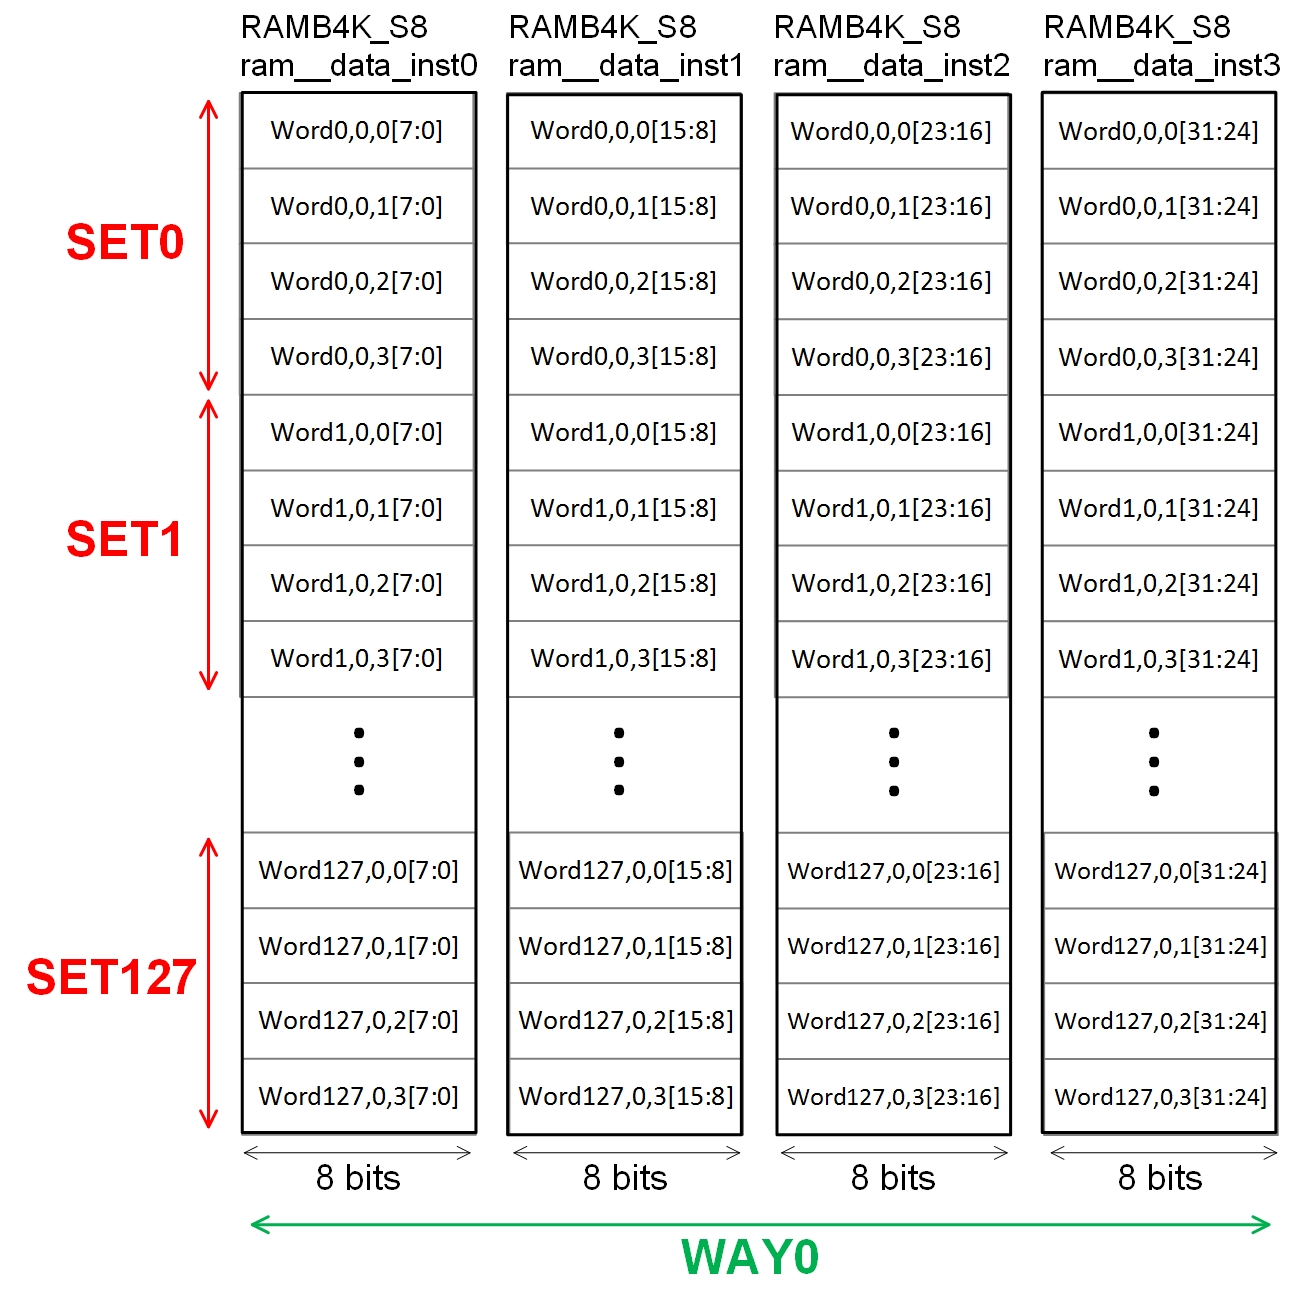 RAMB4K_S8 RAMB4K_S8 RAMB4K_S8 RAMB4K_S8
ram__data_inst0 ram__data_inst1 ram__data_inst2 ram__data_inst3
Word0,0,0[7:0] Word0,0,0[15:8] Word0,0,0[23:16] Word0,0,0[31:24]
Word0,0,1[7:0] Word0,0,1[15:8] Word0,0,1[23:16] Word0,0,1[31:24]
SET0
Word0,0,2[7:0] Word0,0,2[15:8] Word0,0,2[23:16] Word0,0,2[31:24]
Word0,0,3[7:0] Word0,0,3[15:8] Word0,0,3[23:16] Word0,0,3[31:24]
Word1,0,0[7:0] Word1,0,0[15:8] Word1,0,0[23:16] Word1,0,0[31:24]
Word1,0,1[7:0] Word1,0,1[15:8] Word1,0,1[23:16] Word1,0,1[31:24]
SET1
Word1,0,2[7:0] Word1,0,2[15:8] Word1,0,2[23:16] Word1,0,2[31:24]
Word1,0,3[7:0] Word1,0,3[15:8] Word1,0,3[23:16] Word1,0,3[31:24]
Word127,0,0[7:0] Word127,0,0[15:8] Word127,0,0[23:16] Word127,0,0[31:24]
Word127,0,1[7:0] Word127,0,1[15:8] Word127,0,1[23:16] Word127,0,1[31:24]
SET127
Word127,0,2[7:0] Word127,0,2[15:8] Word127,0,2[23:16] Word127,0,2[31:24]
Word127,0,3[7:0] Word127,0,3[15:8] Word127,0,3[23:16] Word127,0,3[31:24]
8 bits 8 bits 8 bits 8 bits
WAY0